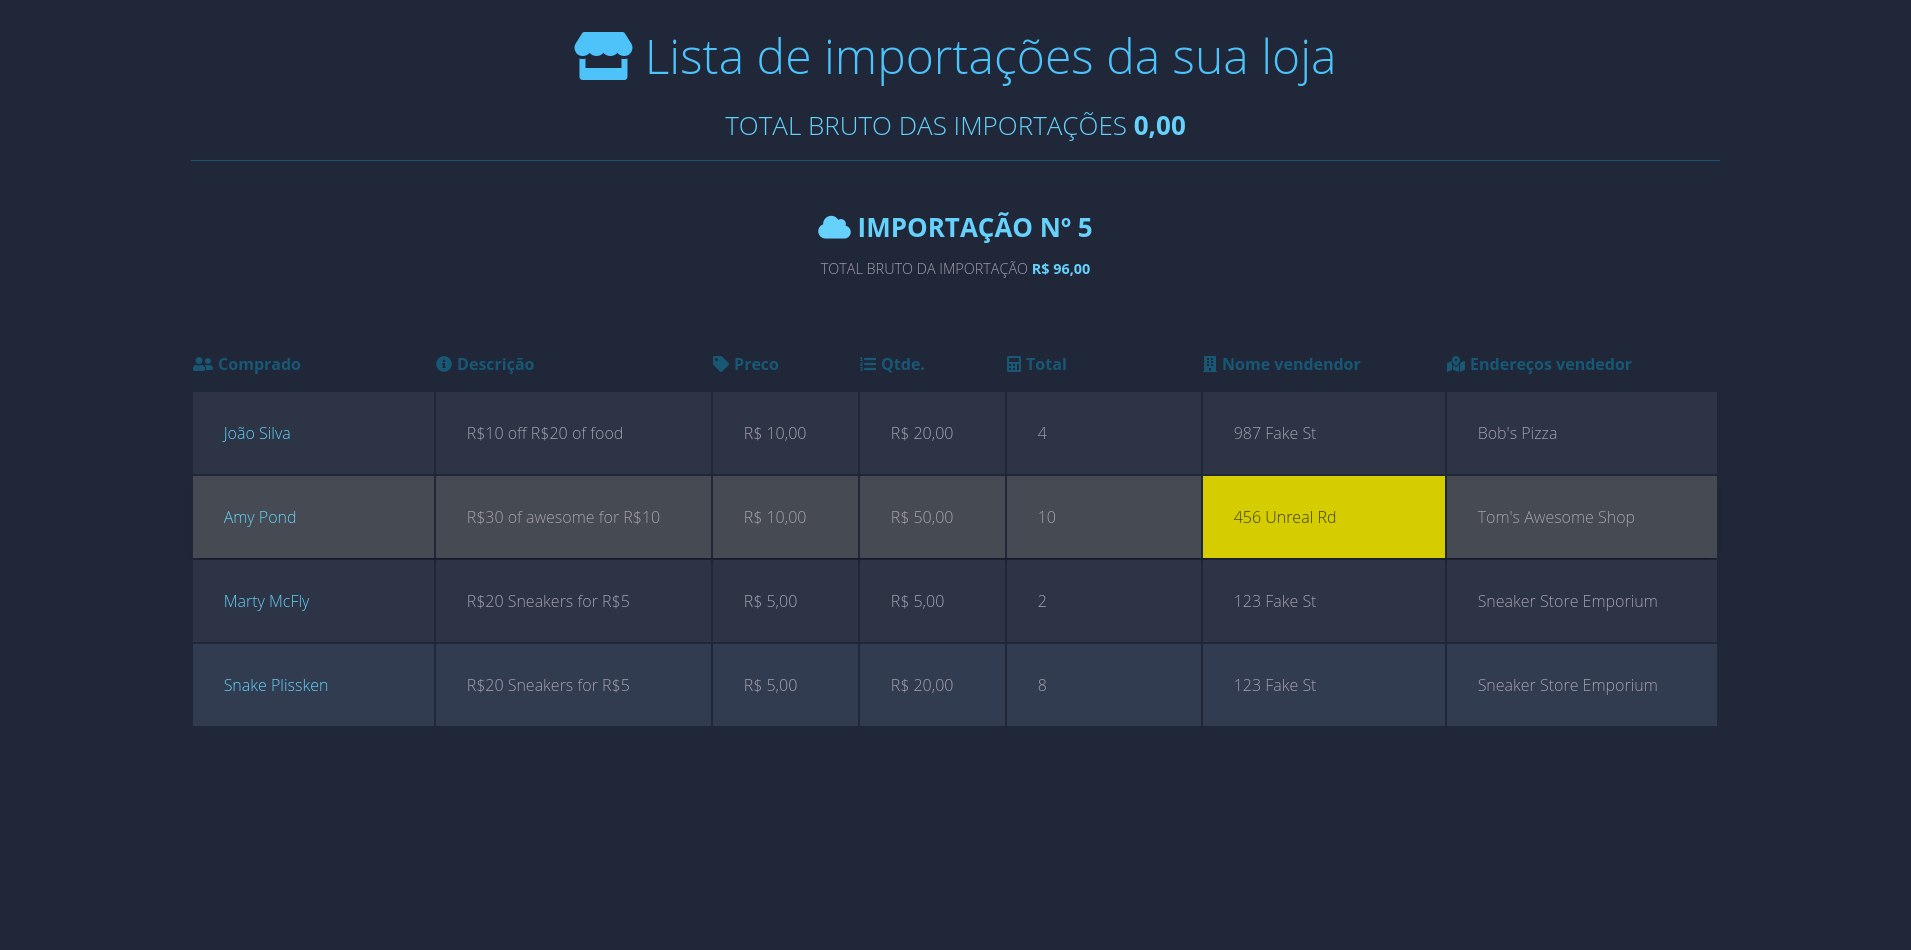 Lista de importações da sua loja
TOTAL BRUTO DAS IMPORTAÇÕES 0,00
IMPORTAÇÃO Nº 5
TOTAL BRUTO DA IMPORTAÇÃO R$ 96,00
Comprado Descrição Preco Qtde. Total Nome vendendor Endereços vendedor
João Silva R$10 off R$20 of food R$ 10,00 R$ 20,00 4 987 Fake St Bob's Pizza
Amy Pond R$30 of awesome for R$10 R$ 10,00 R$ 50,00 10 456 Unreal Rd Tom's Awesome Shop
Marty McFly R$20 Sneakers for R$5 R$ 5,00 R$ 5,00 2 123 Fake St Sneaker Store Emporium
Snake Plissken R$20 Sneakers for R$5 R$ 5,00 R$ 20,00 8 123 Fake St Sneaker Store Emporium